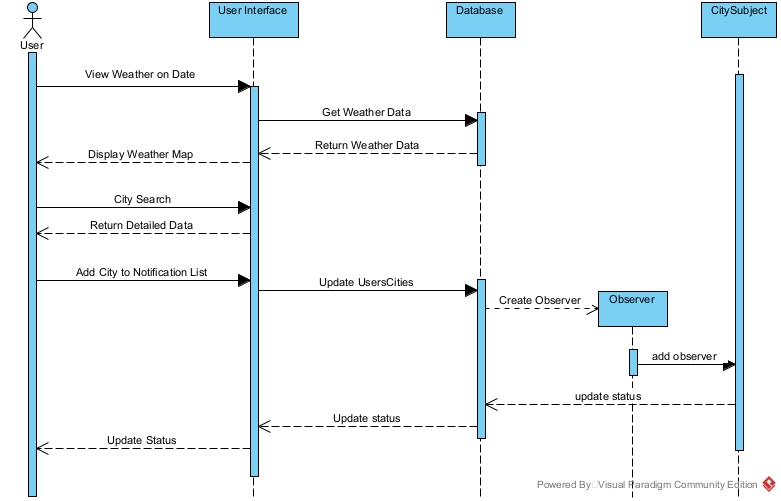 User Interface
Database
CitySubject
User
View Weather on Date
Get Weather Data
Return Weather Data
Display Weather Map
City Search
Return Detailed Data
Add City to Notification List
Update UsersCities
Create Observer
Observer
add observer
update status
Update status
Update Status
Powered By Visual Paradigm Community Edition